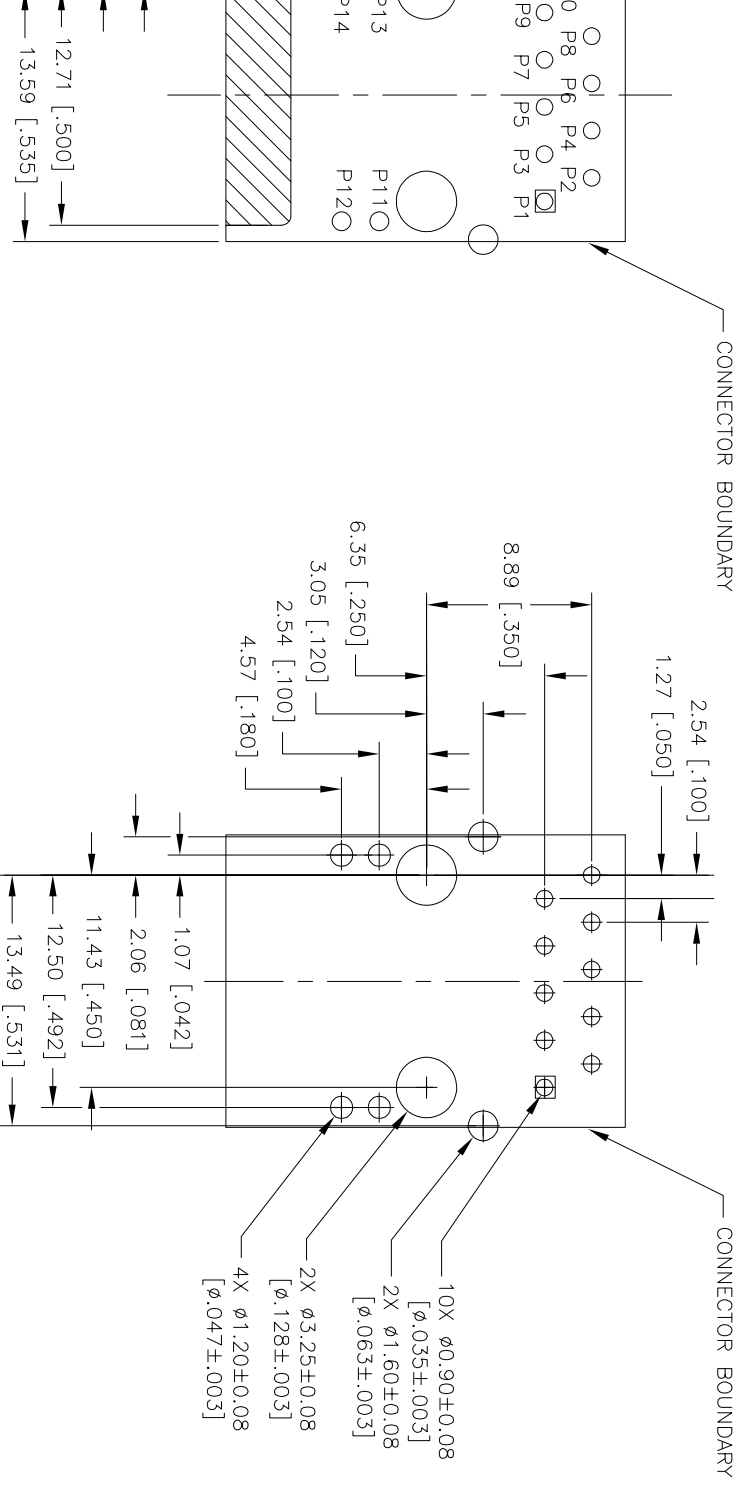 CONNECTOR BOUNDARY
0 P8 P6 P4 P2
P9 P7 P5 P3 P1
P13 P11
P14 P12
12.71 [.500]
13.59 [.535]
CONNECTOR BOUNDARY
2.54 [.100]
1.27 [.050]
8.89 [.350]
6.35 [.250]
3.05 [.120]
2.54 [.100]
4.57 [.180]
10X ø0.90±0.08
[ø.035±.003]
2X ø1.60±0.08
[ø.063±.003]
2X ø3.25±0.08
[ø.128±.003]
4X ø1.20±0.08
[ø.047±.003]
1.07 [.042]
2.06 [.081]
11.43 [.450]
12.50 [.492]
13.49 [.531]